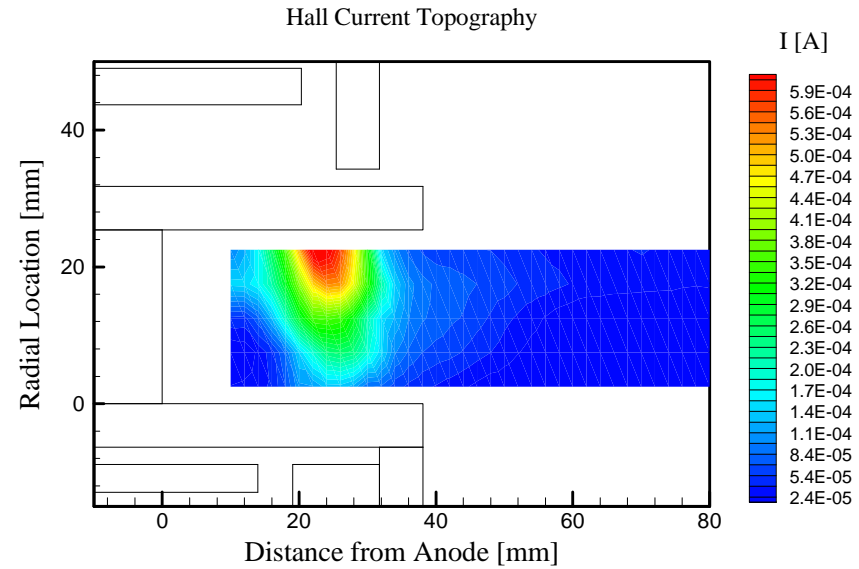 Hall Current Topography
I [A]
5.9E-04
5.6E-04
5.3E-04
5.0E-04
4.7E-04
4.4E-04
4.1E-04
3.8E-04
3.5E-04
3.2E-04
2.9E-04
2.6E-04
2.3E-04
2.0E-04
1.7E-04
1.4E-04
1.1E-04
8.4E-05
5.4E-05
2.4E-05
Radial Location [mm]
40
20
0
0 20 40 60 80
Distance from Anode [mm]